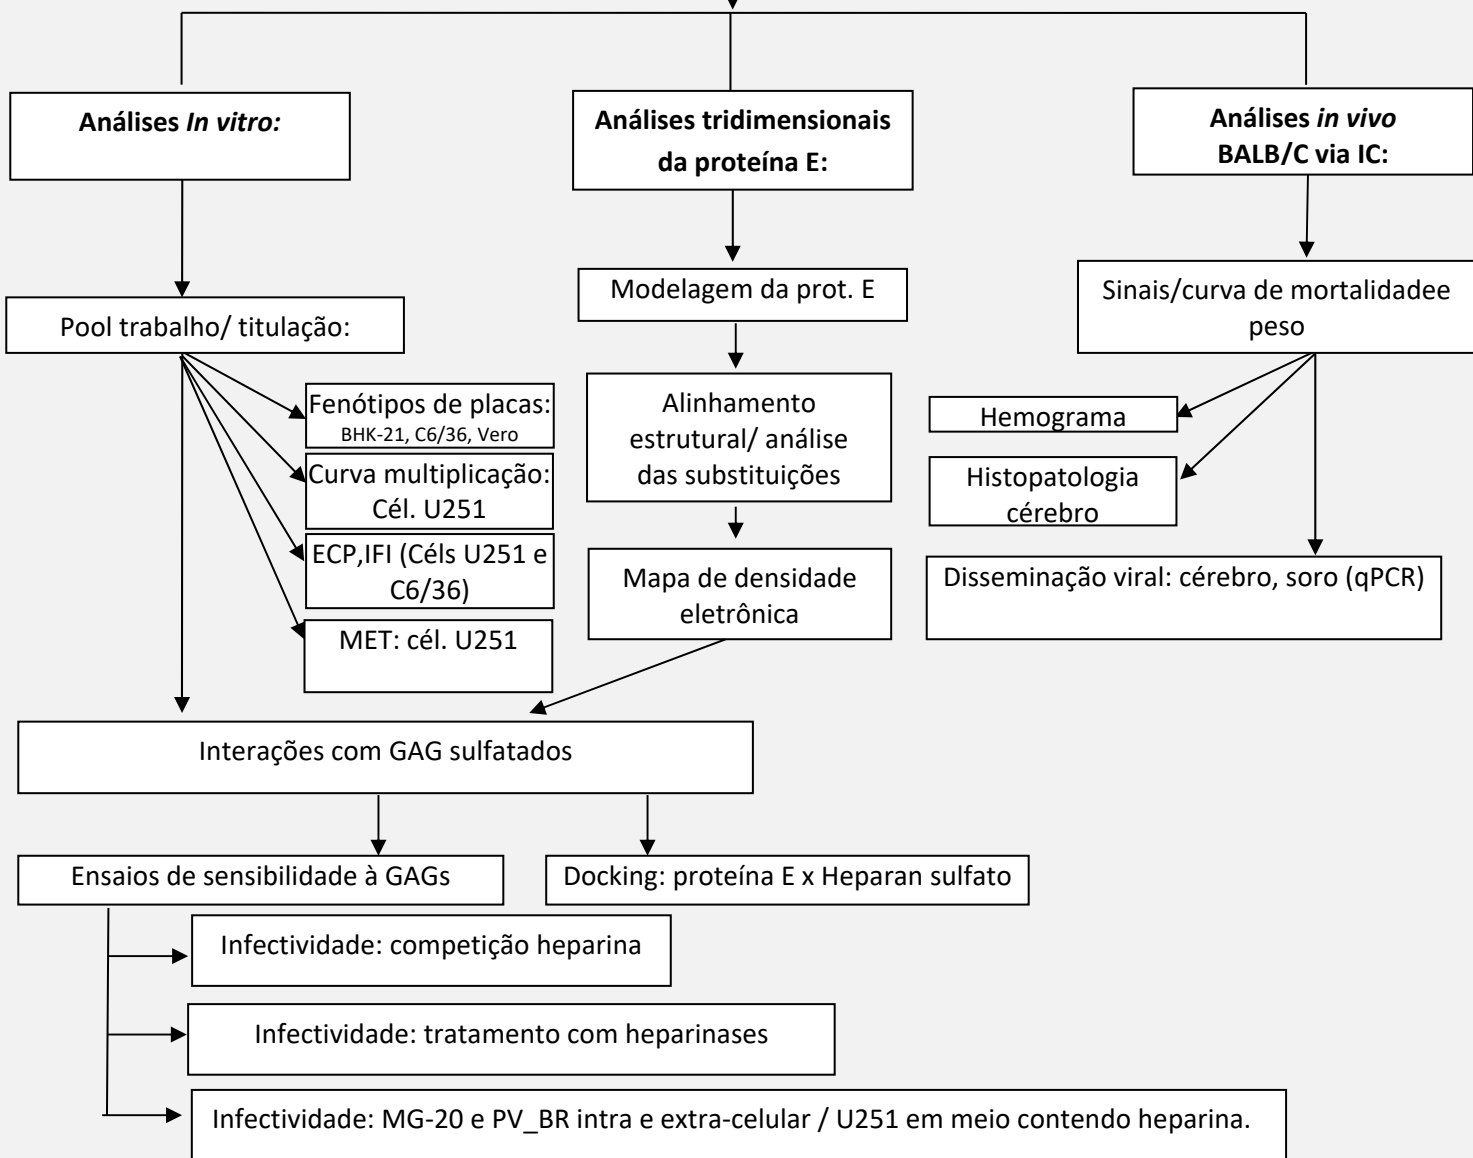 Análises In vitro:
Análises tridimensionais
da proteína E:
Análises in vivo
BALB/C via IC:
Pool trabalho/ titulação:
Modelagem da prot. E
Sinais/curva de mortalidadee
peso
Fenótipos de placas:
BHK-21, C6/36, Vero
Curva multiplicação:
Cél. U251
ECP,IFI (Céls U251 e
C6/36)
MET: cél. U251
Alinhamento
estrutural/ análise
das substituições
Mapa de densidade
eletrônica
Hemograma
Histopatologia
cérebro
Disseminação viral: cérebro, soro (qPCR)
Interações com GAG sulfatados
Ensaios de sensibilidade à GAGs
Docking: proteína E x Heparan sulfato
Infectividade: competição heparina
Infectividade: tratamento com heparinases
Infectividade: MG-20 e PV_BR intra e extra-celular / U251 em meio contendo heparina.